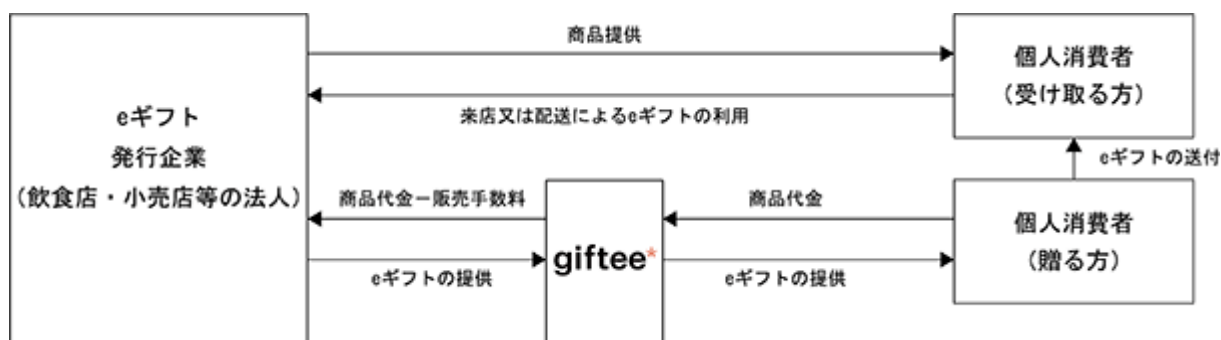 商品提供
個人消費者
（受け取る方）
eギフト
発行企業
（飲食店・小売店等の法人）
来店又は配送によるeギフトの利用
eギフトの送付
商品代金ー販売手数料
商品代金
giftee*
個人消費者
（贈る方）
eギフトの提供
eギフトの提供